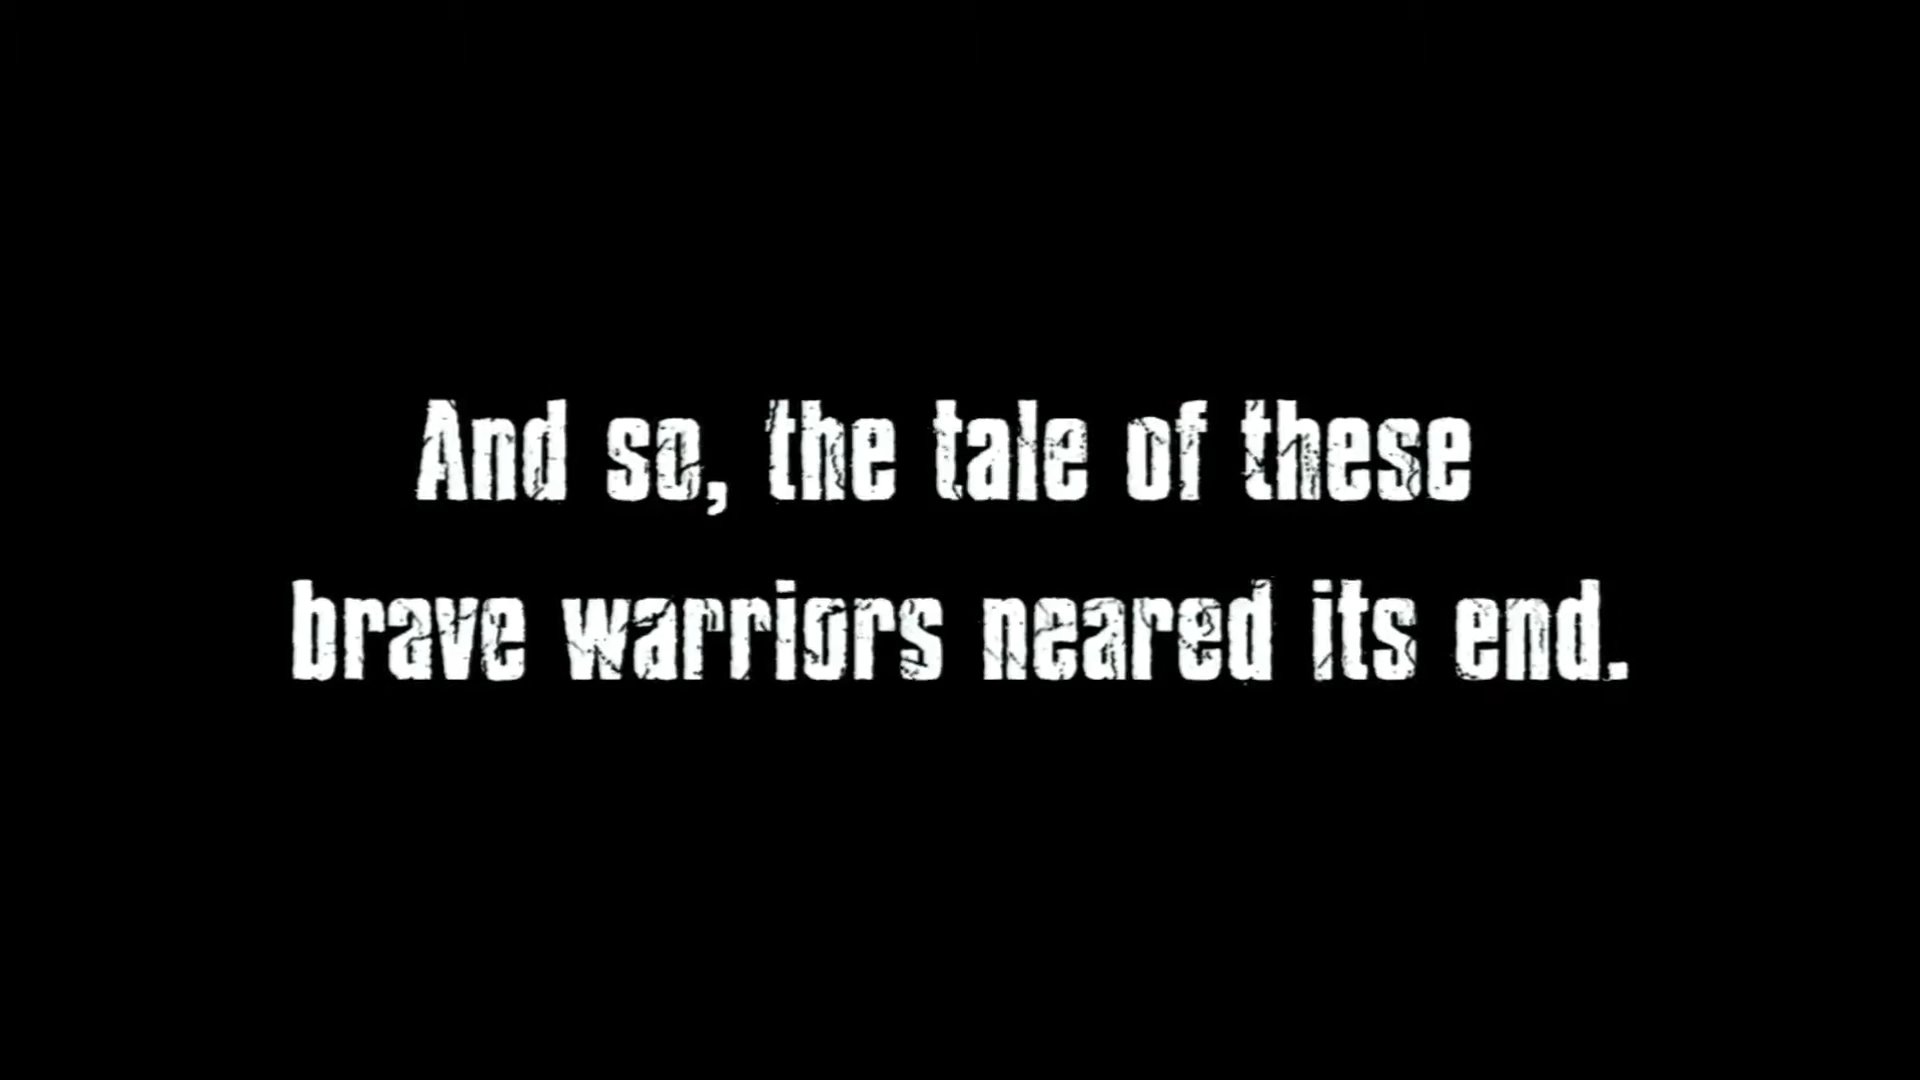 And so, the tale of these
brave warriors neared its end.